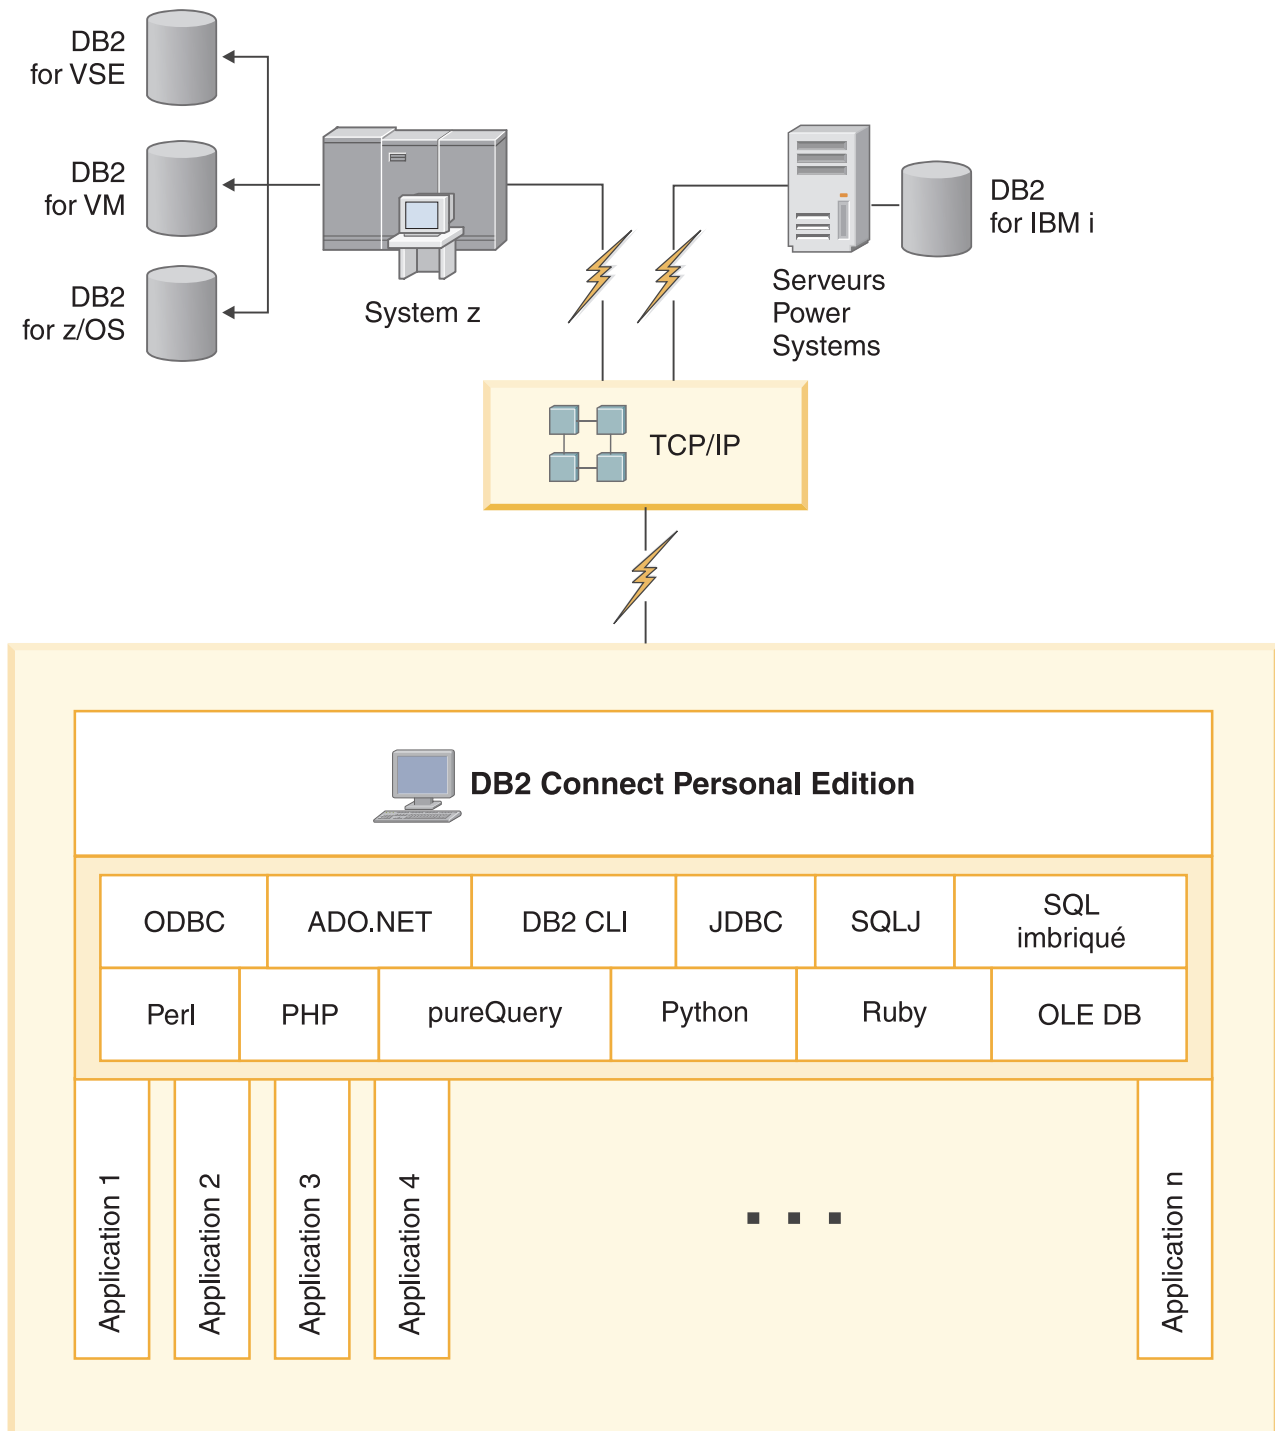 DB2
for VSE
DB2
for VM
DB2
for z/OS
System z
Serveurs
Power
Systems
DB2
for IBM i
TCP/IP
DB2 Connect Personal Edition
ODBC
ADO.NET
DB2 CLI
JDBC
SQLJ
SQL
imbriqué
Perl
PHP
pureQuery
Python
Ruby
OLE DB
Application 1
Application 2
Application 3
Application 4
. . .
Application n